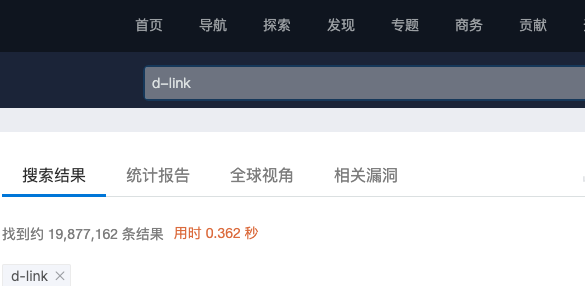 首页 导航 探索 发现 专题 商务 贡献
d-link
搜索结果 统计报告 全球视角 相关漏洞
找到约 19,877,162 条结果 用时 0.362 秒
d-link ×